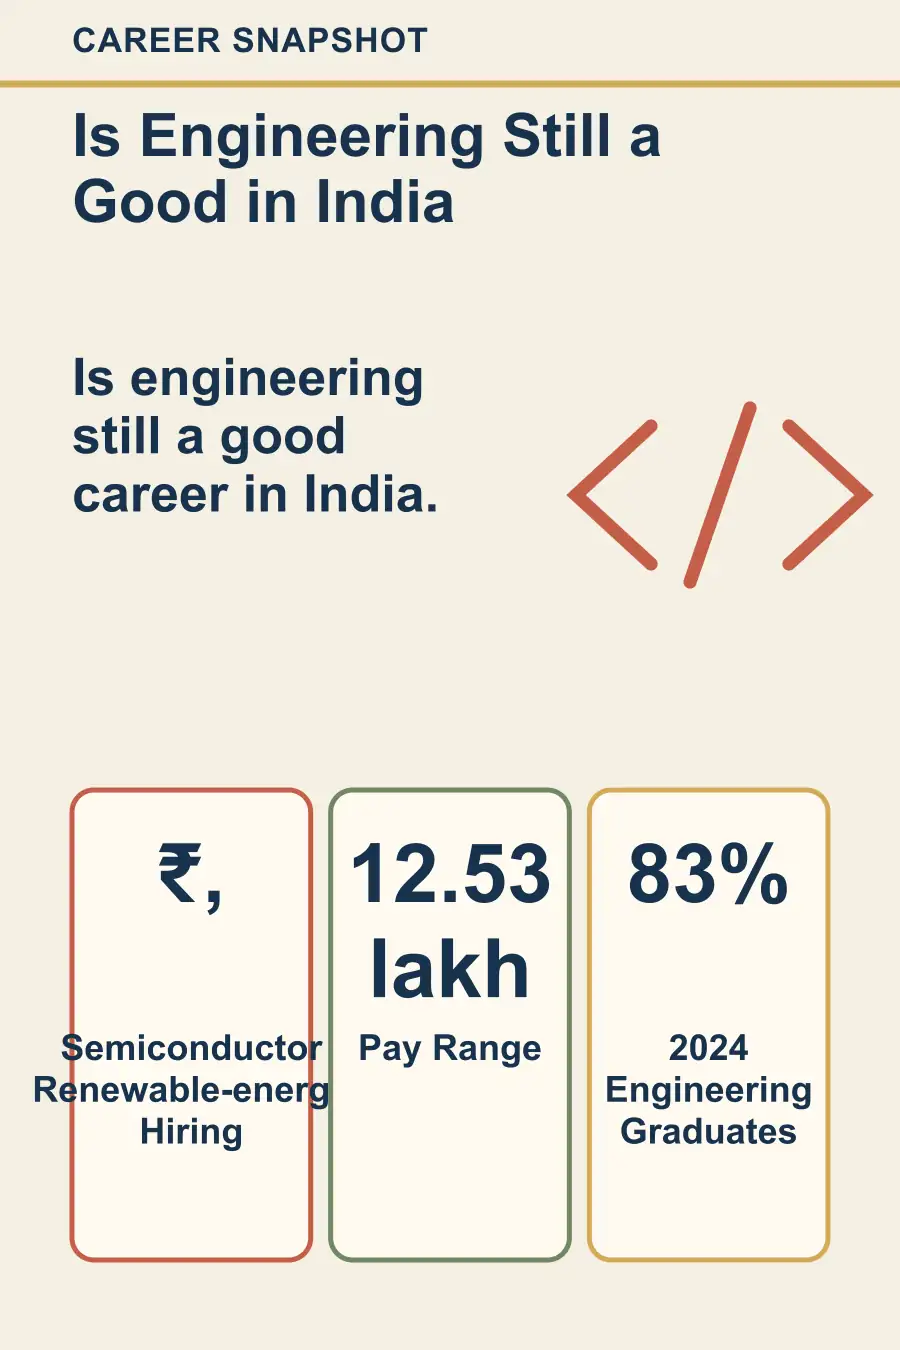 CAREER SNAPSHOT
Is Engineering Still a
Good in India
Is engineering
still a good
career in India.
</>
₹,
Semiconductor
Renewable-energ
Hiring
12.53
lakh
Pay Range
83%
2024
Engineering
Graduates